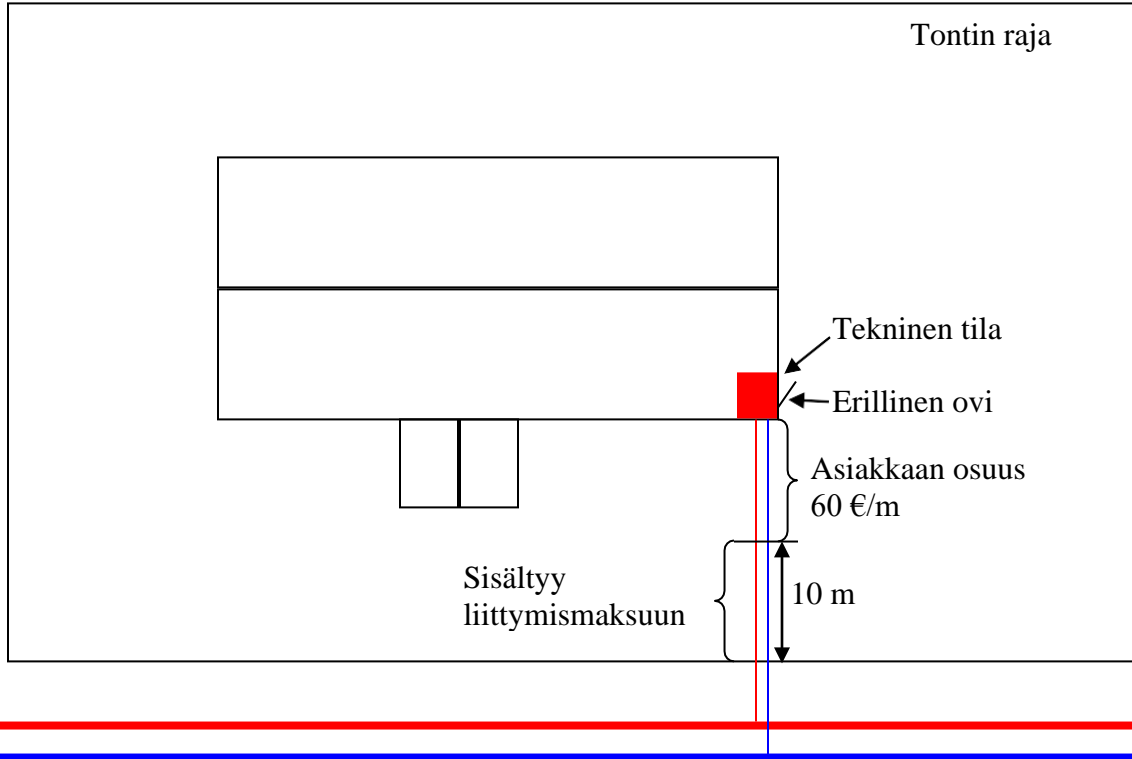 Tontin raja
Tekninen tila
Erillinen ovi
Asiakkaan osuus
60 €/m
Sisältyy
liittymismaksuun
10 m